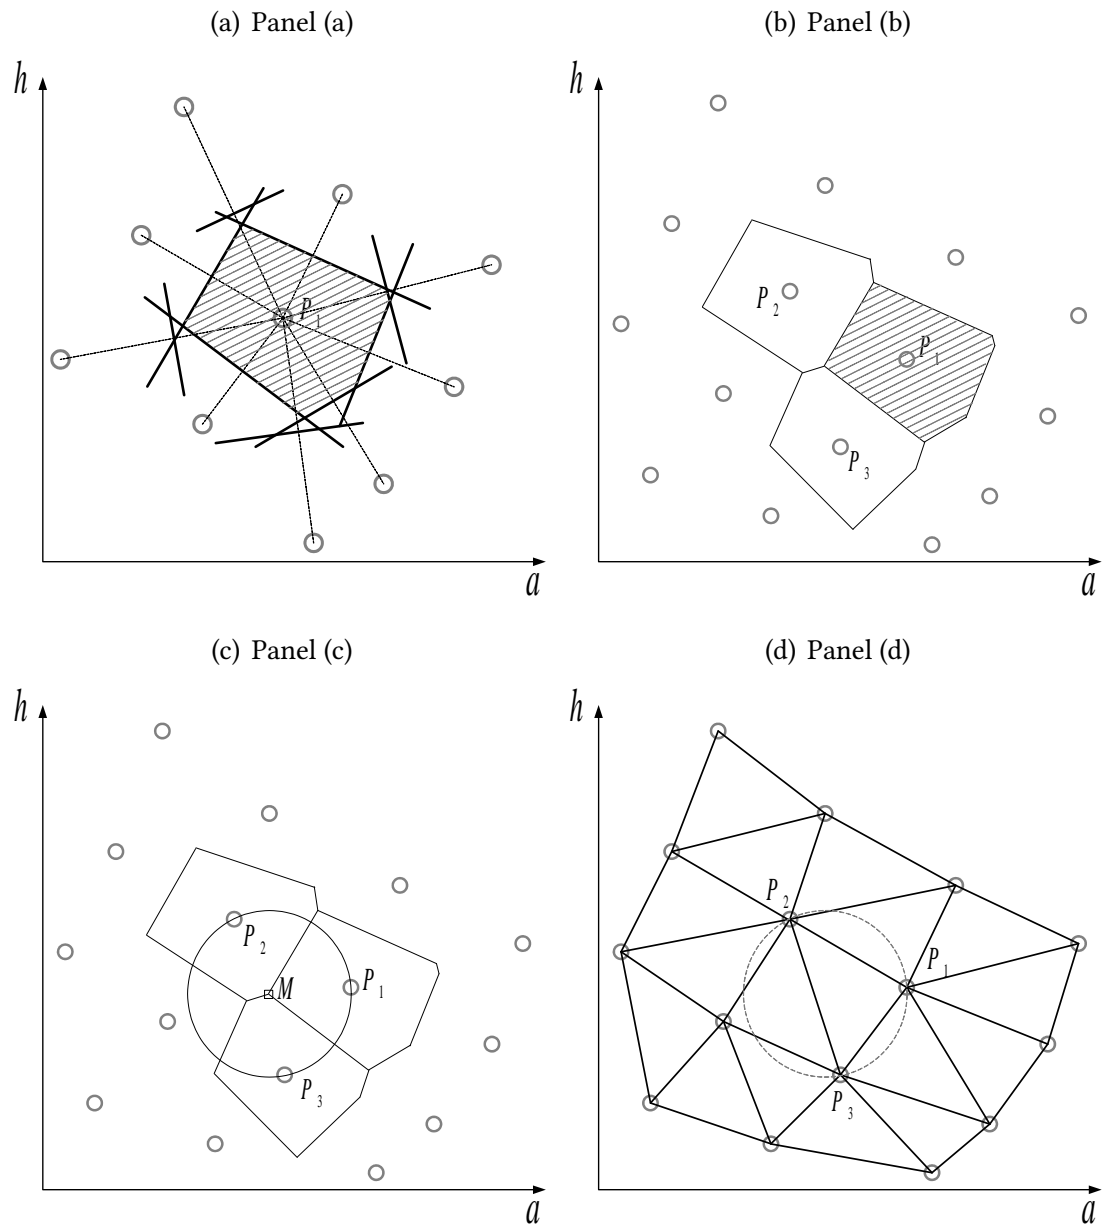 (a) Panel (a)
(b) Panel (b)
h
h
P1
P2
P1
P3
a
a
(c) Panel (c)
(d) Panel (d)
h
h
P2
M
P1
P3
P2
P1
P3
a
a